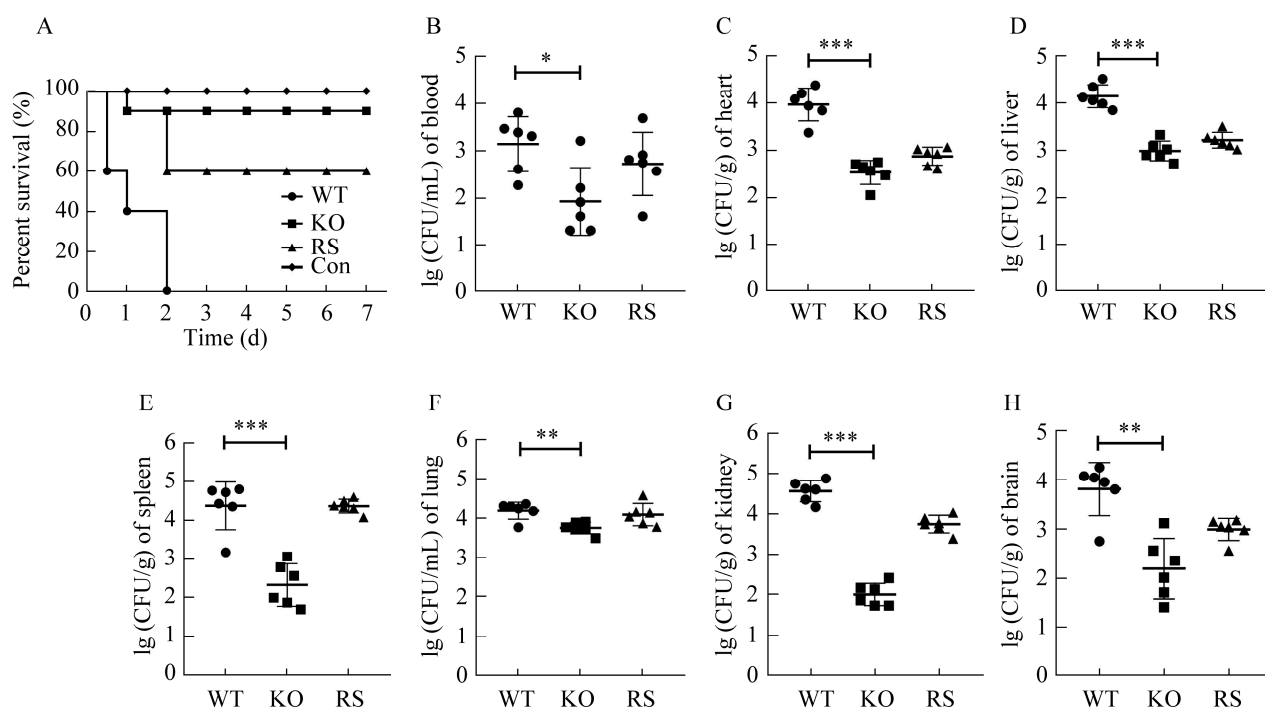 A
Percent survival (%)
100
80
60
40
20
0
0 1 2 3 4 5 6 7
Time (d)
WT
KO
RS
Con
B
lg (CFU/mL) of blood
5
4
3
2
1
0
*
WT KO RS
C
lg (CFU/g) of heart
5
4
3
2
1
0
***
WT KO RS
D
lg (CFU/g) of liver
5
4
3
2
1
0
***
WT KO RS
E
lg (CFU/g) of spleen
6
5
4
3
2
1
0
***
WT KO RS
F
lg (CFU/mL) of lung
6
5
4
3
2
1
0
**
WT KO RS
G
lg (CFU/g) of kidney
6
5
4
3
2
1
0
***
WT KO RS
H
lg (CFU/g) of brain
5
4
3
2
1
0
**
WT KO RS